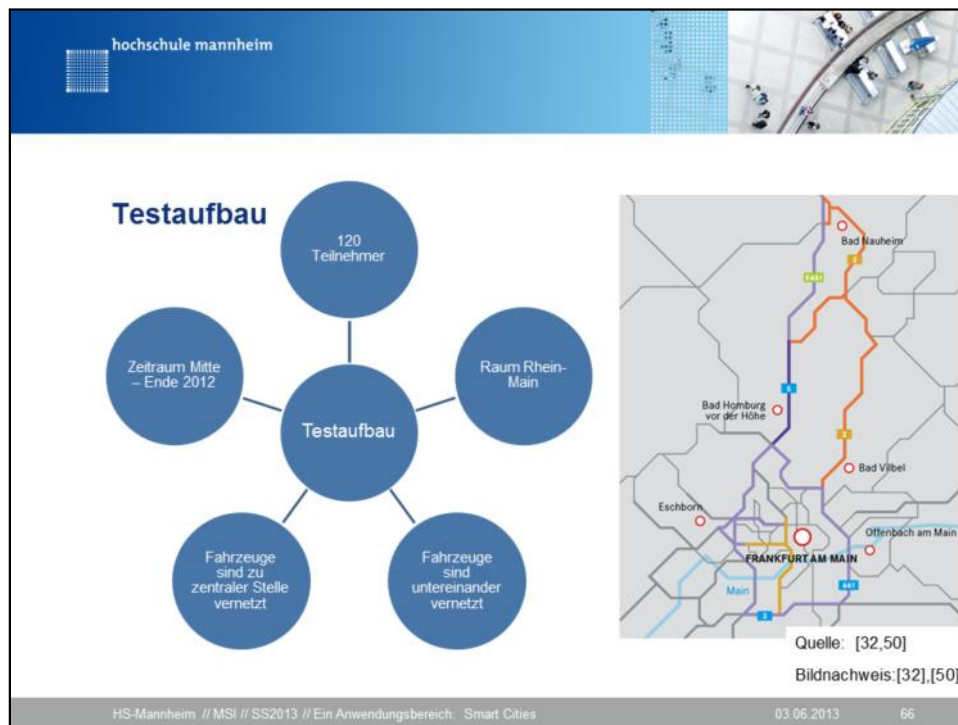 hochschule mannheim
Testaufbau
120
Teilnehmer
Zeitraum Mitte
– Ende 2012
Raum Rhein-
Main
Testaufbau
Fahrzeuge
sind zu
zentraler Stelle
vernetzt
Fahrzeuge
sind
untereinander
vernetzt
Bad Nauheim
3
E451
5
Bad Homburg
vor der Höhe
3
Bad Vilbel
Eschborn
Offenbach am Main
FRANKFURT AM MAIN
Main
661
3
Quelle: [32,50]
Bildnachweis:[32],[50]
HS-Mannheim // MSI // SS2013 // Ein Anwendungsbereich: Smart Cities
03.06.2013
66